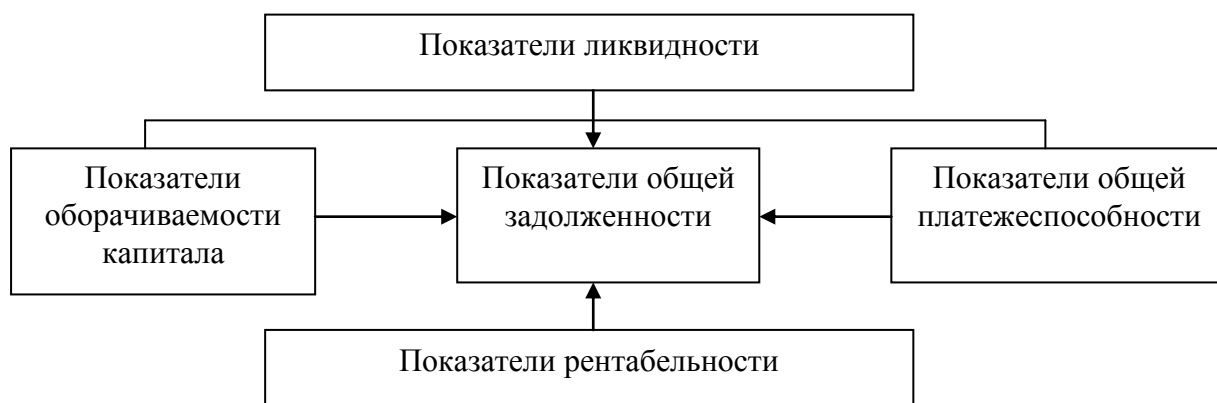 Показатели ликвидности
Показатели
оборачиваемости
капитала
Показатели общей
задолженности
Показатели общей
платежеспособности
Показатели рентабельности